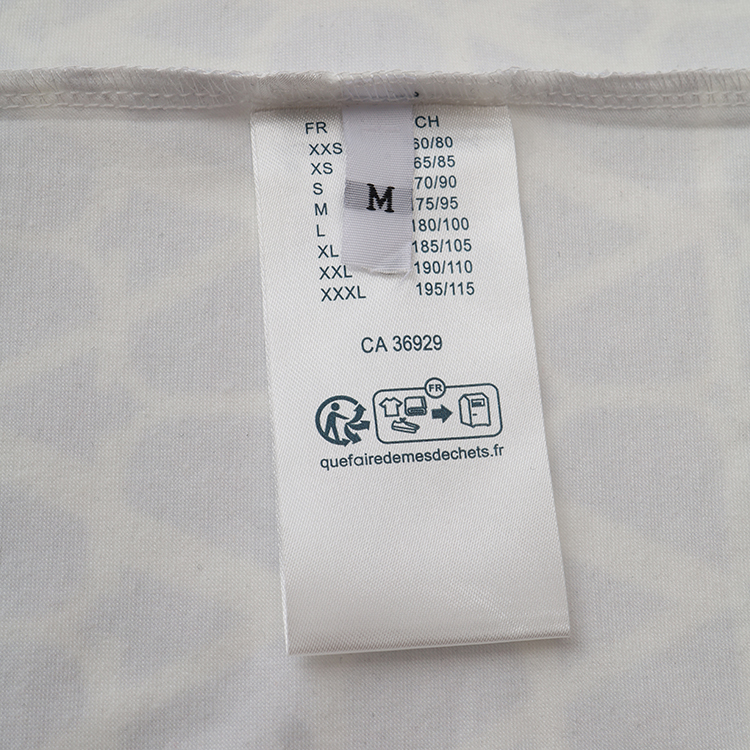 FR CH
XXS 60/80
XS 65/85
S 70/90
M 75/95
L 180/100
XL 185/105
XXL 190/110
XXXL 195/115
M
CA 36929
FR
quefairedemesdechets.fr